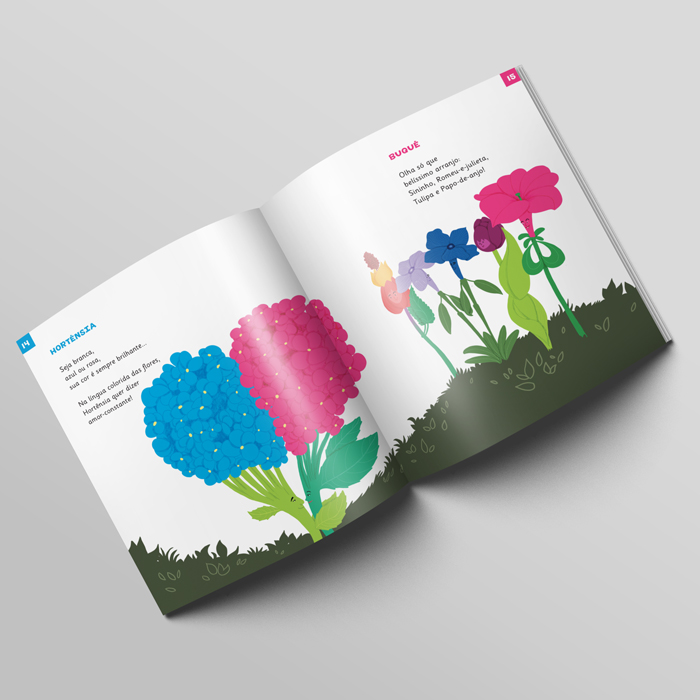 14
HORTÊNSIA
Seja branca,
azul ou rosa,
sua cor é sempre brilhante...
Na língua colorida das flores,
Hortênsia quer dizer
amor-constante!
15
BUQUÊ
Olha só que
belíssimo arranjo:
Sininho, Romeu-e-julieta,
Tulipa e Papo-de-anjo!